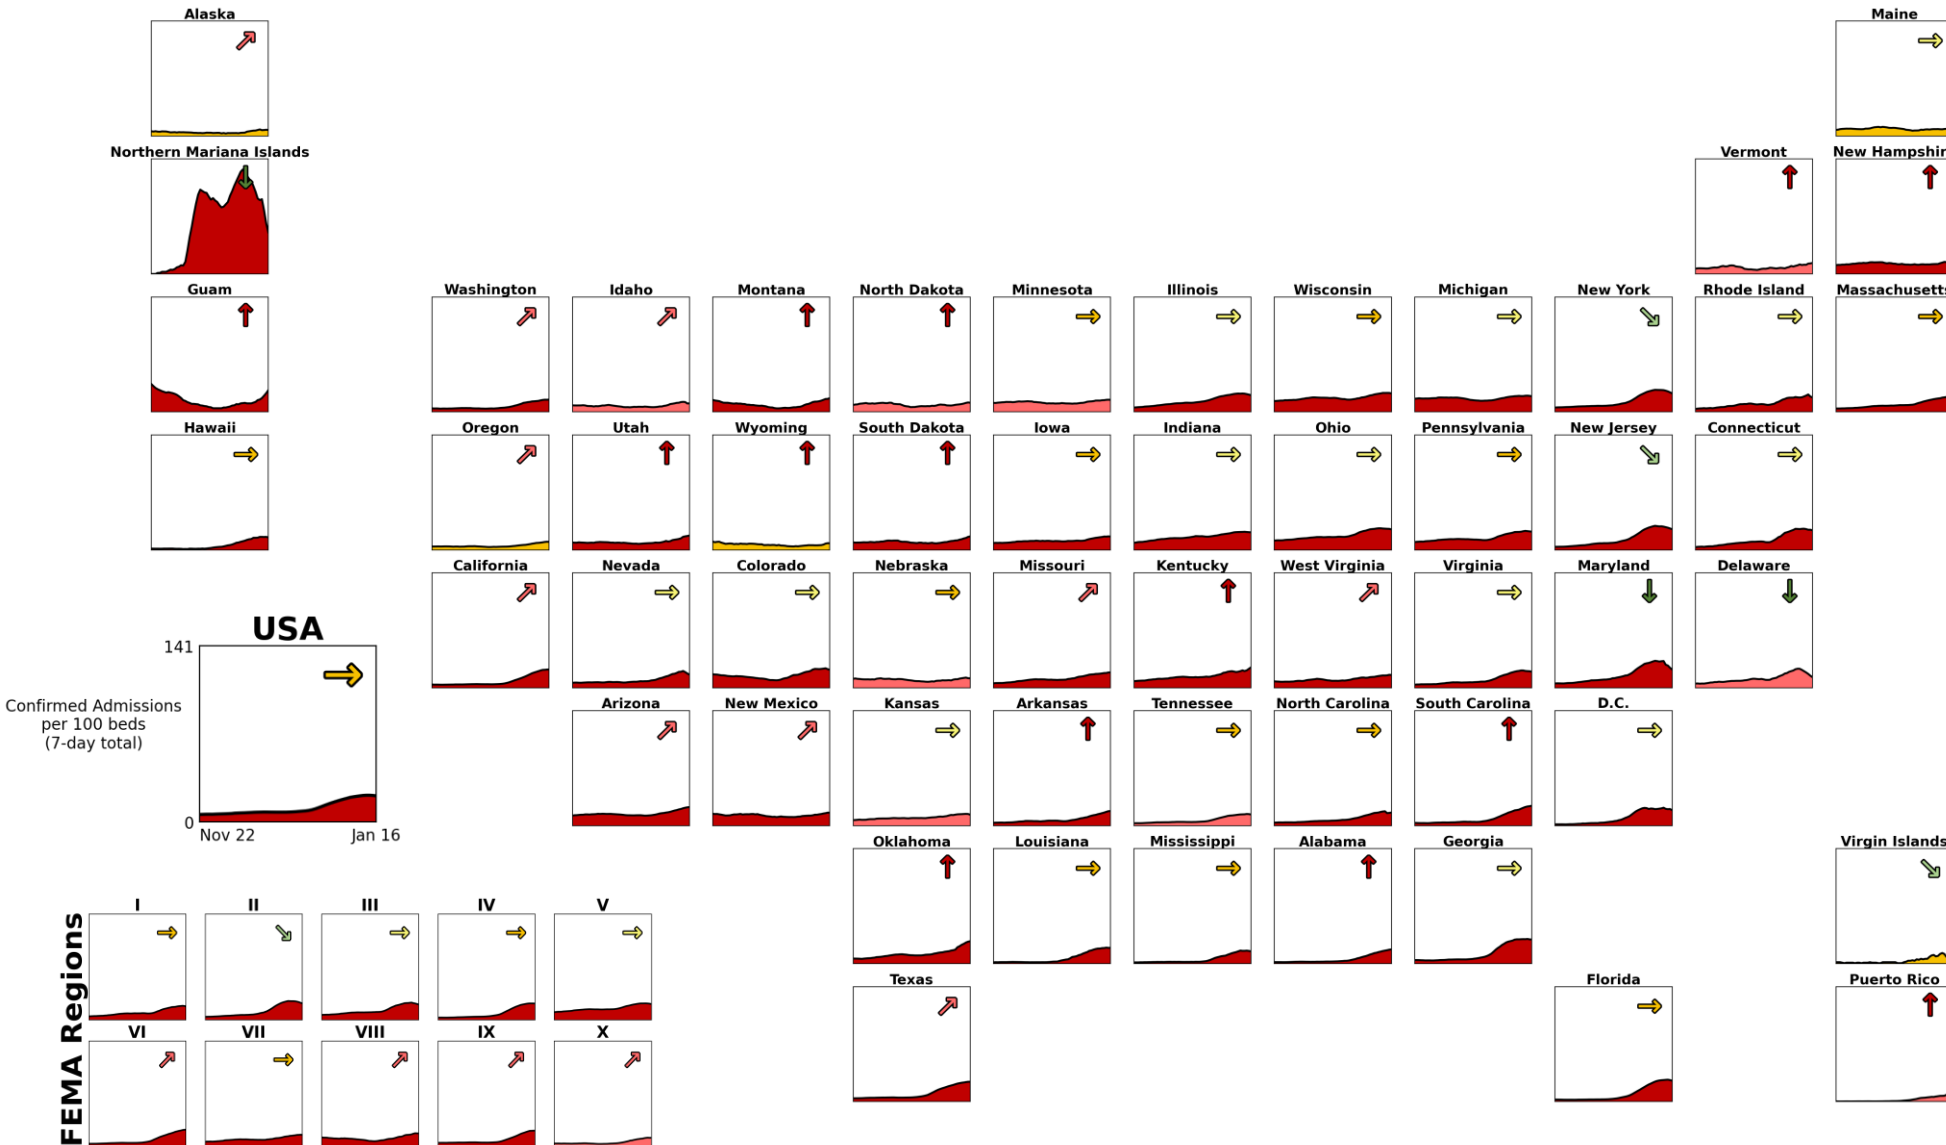 Alaska
Maine
Northern Mariana Islands
Vermont
New Hampshir
Guam
Washington
Idaho
Montana
North Dakota
Minnesota
Illinois
Wisconsin
Michigan
New York
Rhode Island
Massachusetts
Hawaii
Oregon
Utah
Wyoming
South Dakota
Iowa
Indiana
Ohio
Pennsylvania
New Jersey
Connecticut
California
Nevada
Colorado
Nebraska
Missouri
Kentucky
West Virginia
Virginia
Maryland
Delaware
USA
141
Confirmed Admissions
per 100 beds
(7-day total)
0
Nov 22
Jan 16
Arizona
New Mexico
Kansas
Arkansas
Tennessee
North Carolina
South Carolina
D.C.
Oklahoma
Louisiana
Mississippi
Alabama
Georgia
Virgin Islands
Texas
Florida
Puerto Rico
FEMA Regions
I
II
III
IV
V
VI
VII
VIII
IX
X